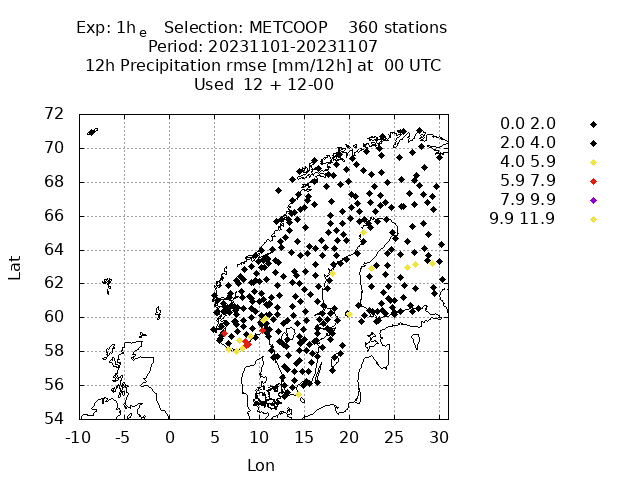 Exp: 1h e Selection: METCOOP 360 stations
Period: 20231101-20231107
12h Precipitation rmse [mm/12h] at 00 UTC
Used 12 + 12-00
0.0 2.0
2.0 4.0
4.0 5.9
5.9 7.9
7.9 9.9
9.9 11.9
72
70
68
66
64
62
60
58
56
54
Lat
-10 -5 0 5 10 15 20 25 30
Lon